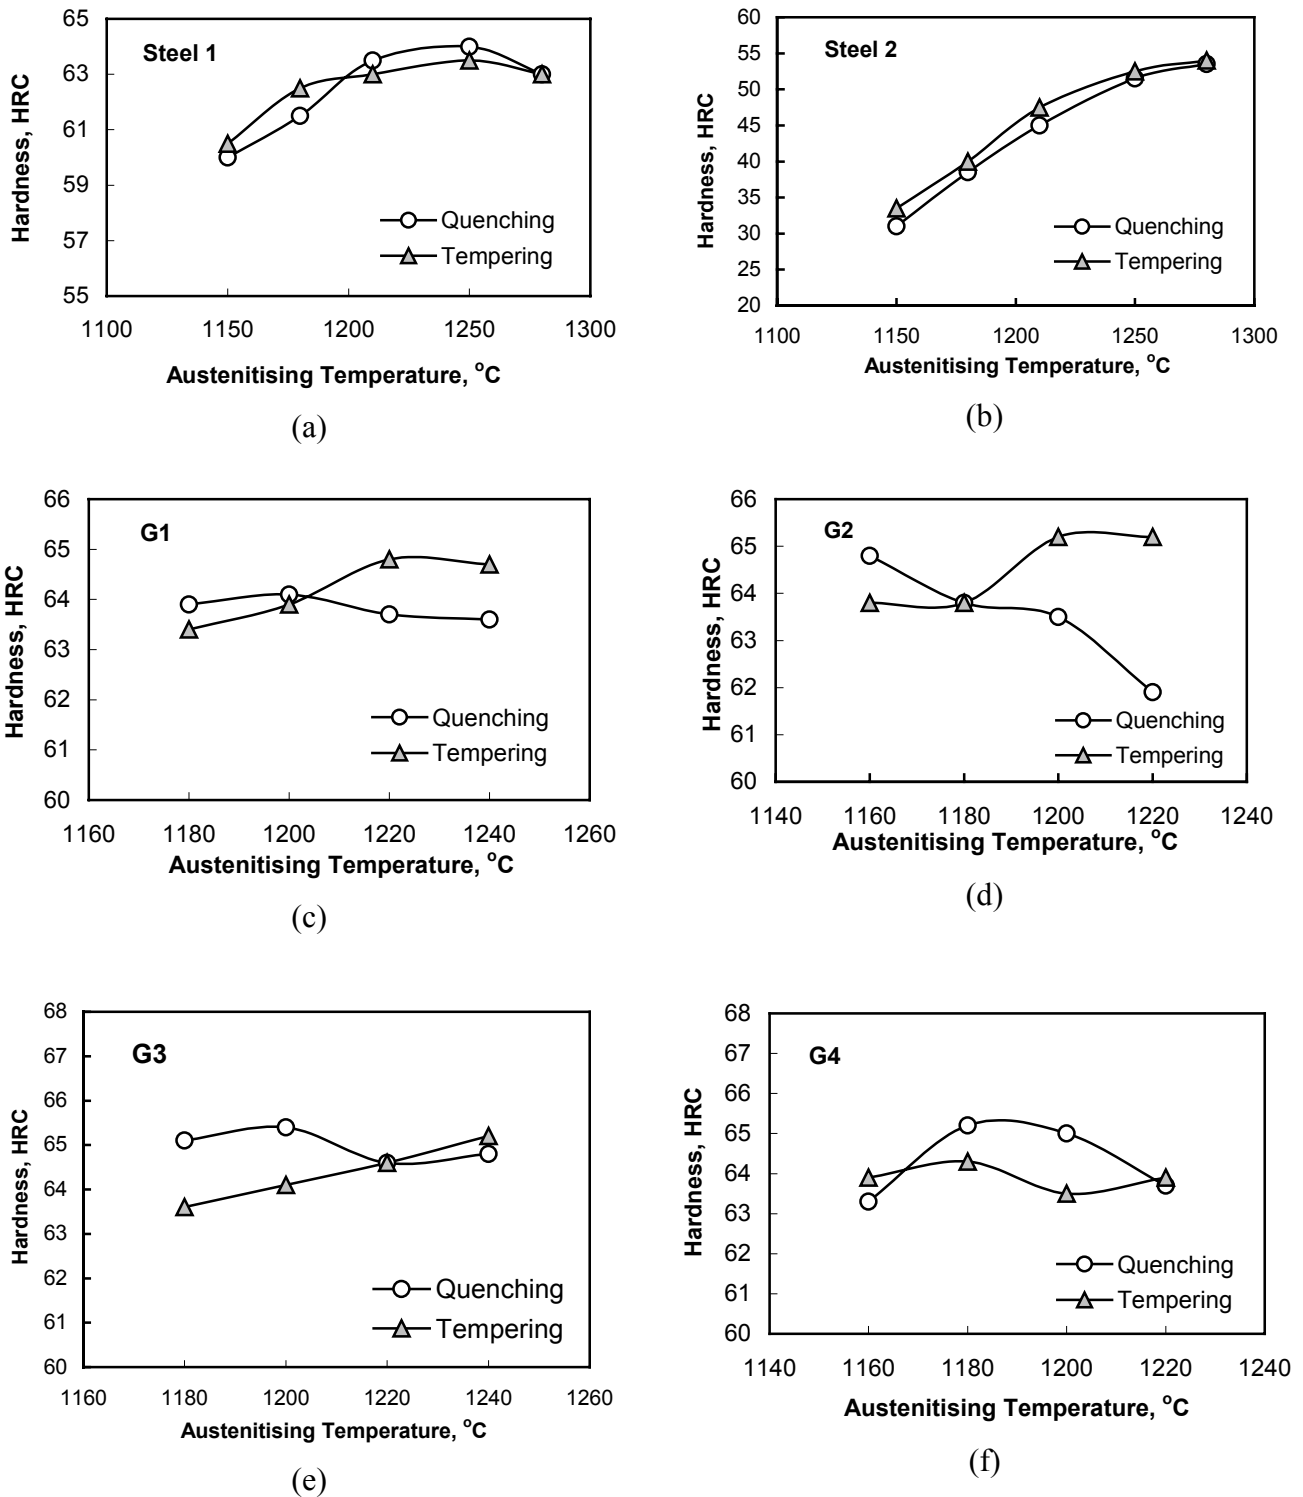 Steel 1
Hardness, HRC
65
63
61
59
57
55
Quenching
Tempering
1100 1150 1200 1250 1300
Austenitising Temperature, °C
(a)
Steel 2
Hardness, HRC
60
55
50
45
40
35
30
25
20
Quenching
Tempering
1100 1150 1200 1250 1300
Austenitising Temperature, °C
(b)
G1
Hardness, HRC
66
65
64
63
62
61
60
Quenching
Tempering
1160 1180 1200 1220 1240 1260
Austenitising Temperature, °C
(c)
G2
Hardness, HRC
66
65
64
63
62
61
60
Quenching
Tempering
1140 1160 1180 1200 1220 1240
Austenitising Temperature, °C
(d)
G3
Hardness, HRC
68
67
66
65
64
63
62
61
60
Quenching
Tempering
1160 1180 1200 1220 1240 1260
Austenitising Temperature, °C
(e)
G4
Hardness, HRC
68
67
66
65
64
63
62
61
60
Quenching
Tempering
1140 1160 1180 1200 1220 1240
Austenitising Temperature, °C
(f)